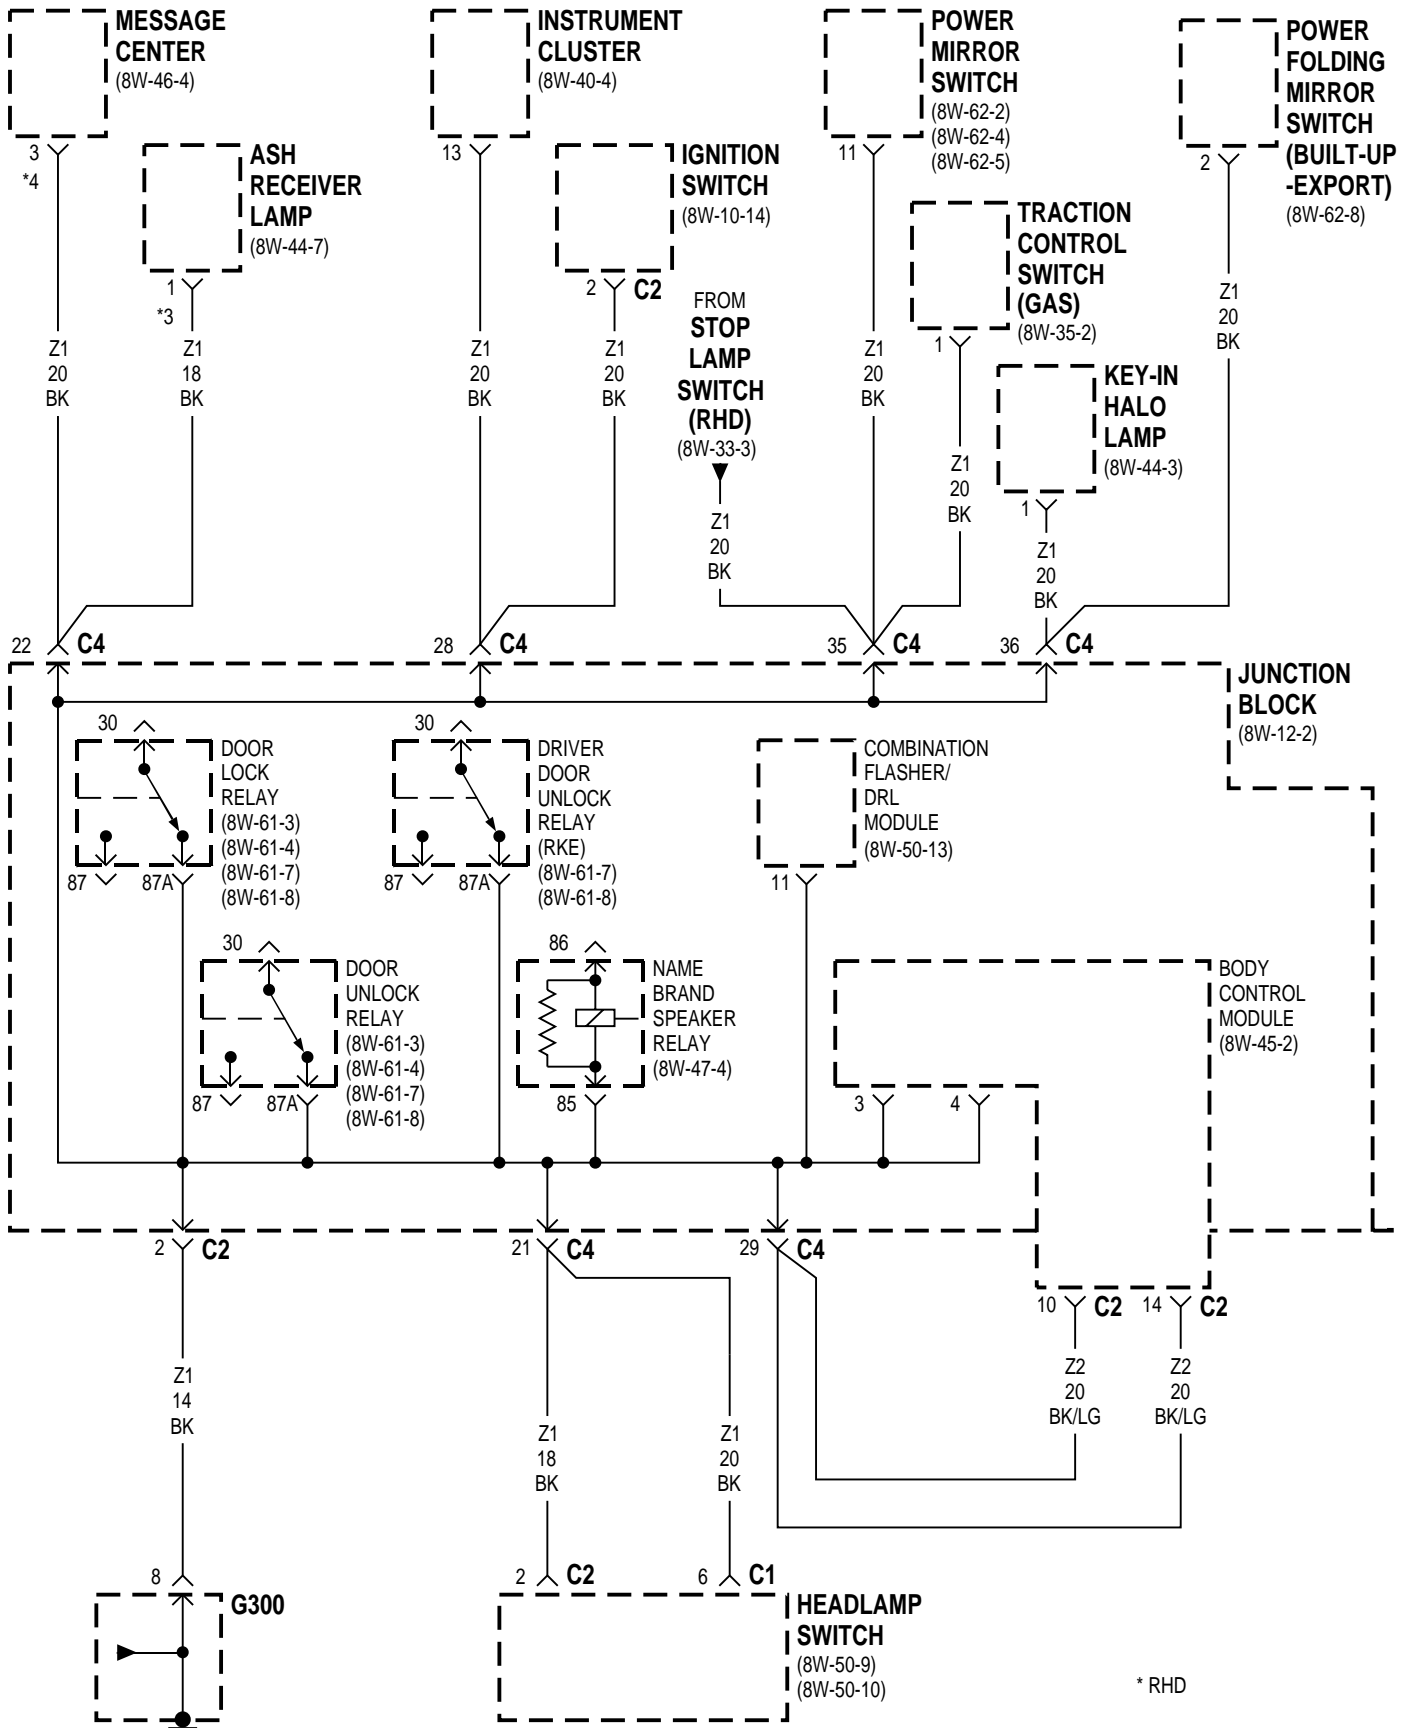 MESSAGE
CENTER
(8W-46-4)
3
*4
ASH
RECEIVER
LAMP
(8W-44-7)
1
*3
INSTRUMENT
CLUSTER
(8W-40-4)
13
IGNITION
SWITCH
(8W-10-14)
2
C2
POWER
MIRROR
SWITCH
(8W-62-2)
(8W-62-4)
(8W-62-5)
11
POWER
FOLDING
MIRROR
SWITCH
(BUILT-UP
-EXPORT)
(8W-62-8)
2
TRACTION
CONTROL
SWITCH
(GAS)
(8W-35-2)
1
FROM
STOP
LAMP
SWITCH
(RHD)
(8W-33-3)
KEY-IN
HALO
LAMP
(8W-44-3)
1
Z1
20
BK
Z1
18
BK
Z1
20
BK
Z1
20
BK
Z1
20
BK
Z1
20
BK
Z1
20
BK
Z1
20
BK
Z1
20
BK
22 C4
28 C4
35 C4
36 C4
JUNCTION
BLOCK
(8W-12-2)
30
DOOR
LOCK
RELAY
(8W-61-3)
(8W-61-4)
(8W-61-7)
(8W-61-8)
87 87A
30
DRIVER
DOOR
UNLOCK
RELAY
(RKE)
(8W-61-7)
(8W-61-8)
87 87A
COMBINATION
FLASHER/
DRL
MODULE
(8W-50-13)
11
30
DOOR
UNLOCK
RELAY
(8W-61-3)
(8W-61-4)
(8W-61-7)
(8W-61-8)
87 87A
86
NAME
BRAND
SPEAKER
RELAY
(8W-47-4)
85
BODY
CONTROL
MODULE
(8W-45-2)
3 4
2 C2
21 C4
29 C4
10 C2
14 C2
Z1
14
BK
Z1
18
BK
Z1
20
BK
Z2
20
BK/LG
Z2
20
BK/LG
8
G300
2 C2
6 C1
HEADLAMP
SWITCH
(8W-50-9)
(8W-50-10)
* RHD